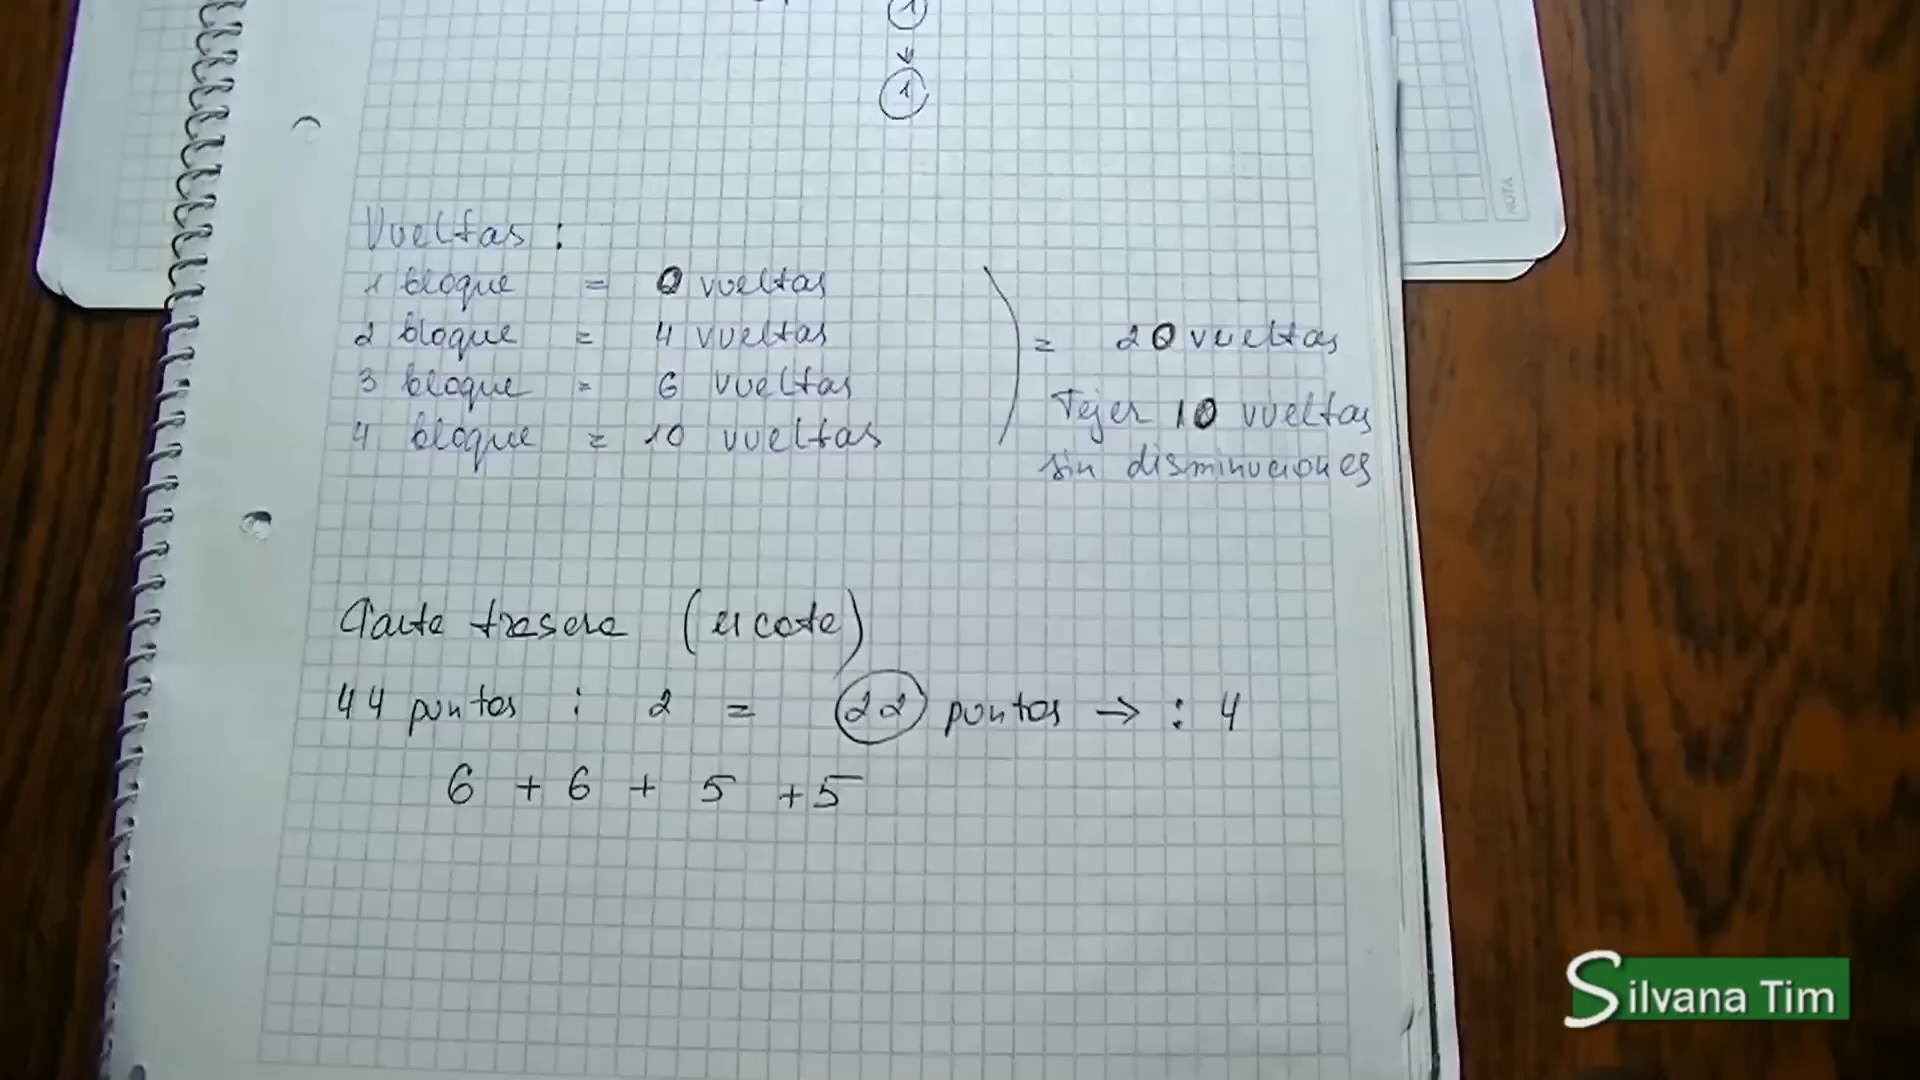 1
1
Vueltas :
1 bloque = 0 vueltas
2 bloque = 4 vueltas
3 bloque = 6 vueltas
4 bloque = 10 vueltas
= 20 vueltas
Tejer 10 vueltas
sin disminuciones
Parte trasera (escote)
44 puntos : 2 = 22 puntos → : 4
6 + 6 + 5 + 5
NOTA
Silvana Tim